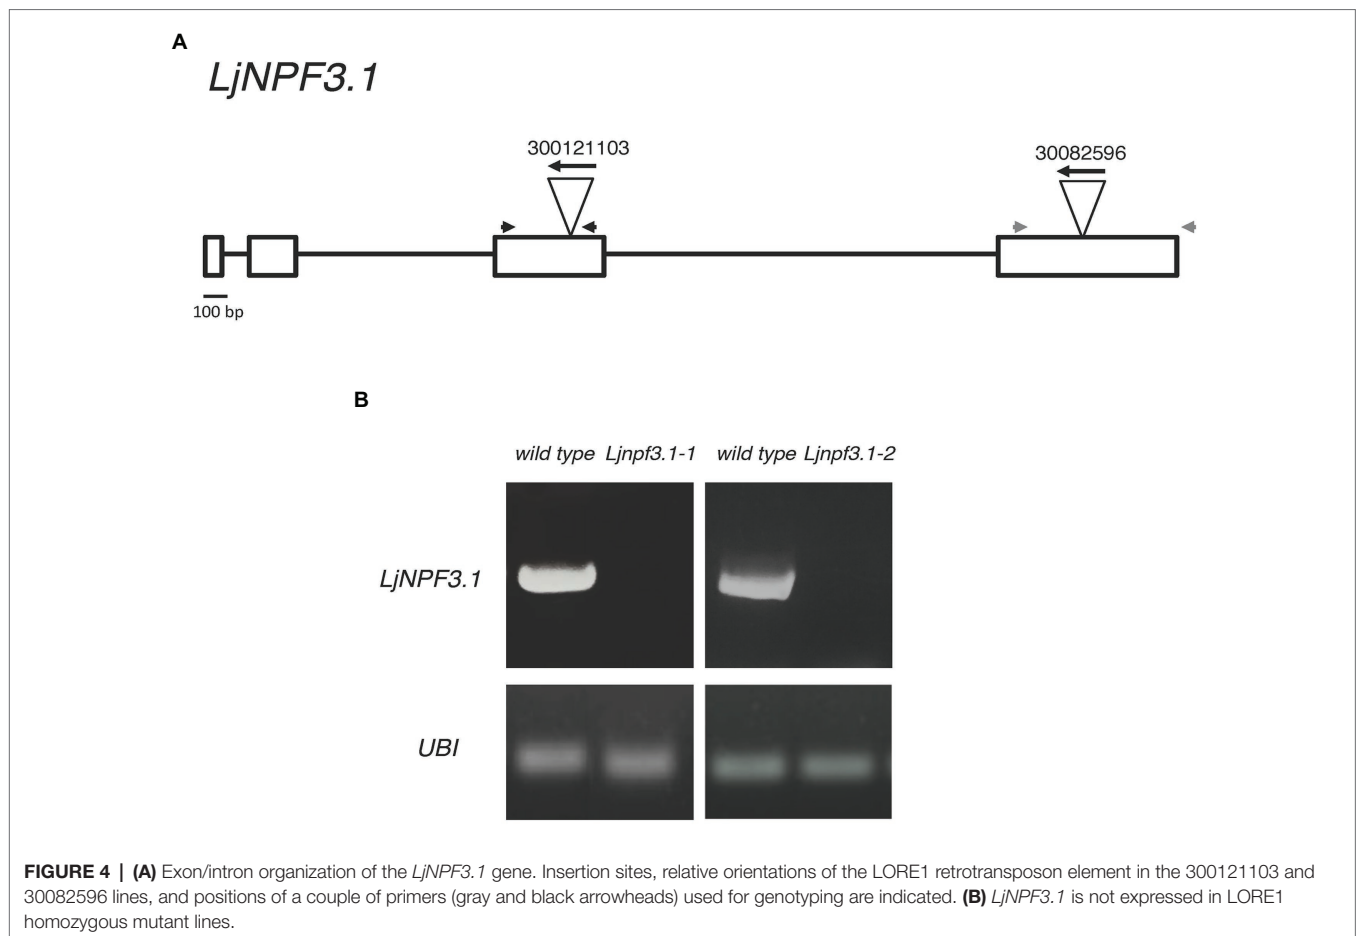 A
LjNPF3.1
300121103
30082596
100 bp
B
wild type Ljnpf3.1-1 wild type Ljnpf3.1-2
LjNPF3.1
UBI
FIGURE 4 | (A) Exon/intron organization of the LjNPF3.1 gene. Insertion sites, relative orientations of the LORE1 retrotransposon element in the 300121103 and
30082596 lines, and positions of a couple of primers (gray and black arrowheads) used for genotyping are indicated. (B) LjNPF3.1 is not expressed in LORE1
homozygous mutant lines.